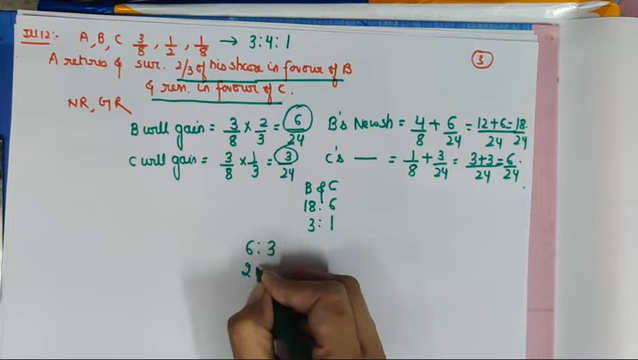 Ill 12:- A, B, C 3/8, 1/2, 1/8 → 3:4:1
A retires & sur. 2/3 of his share in favour of B
& rem. in favour of C.
3
NR, GR
B will gain = 3/8 × 2/3 = 6/24 B's New sh = 4/8 + 6/24 = 12+6/24 = 18/24
C will gain = 3/8 × 1/3 = 3/24 C's — = 1/8 + 3/24 = 3+3/24 = 6/24
B & C
18:6
3:1
6:3
2